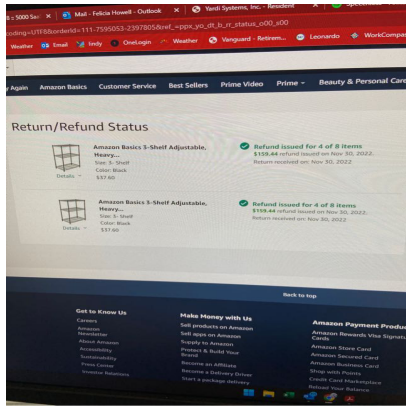 8 : 5000 Sax
Mail - Felicia Howell - Outlook
Yardi Systems, Inc. - Resident
coding=UTF8&orderId=111-7595053-2397805&ref_=ppx_yo_dt_b_rr_status_o00_s00
Weather
Email
lindy
OneLogin
Weather
Vanguard - Retirem...
Leonardo
WorkCompas
y Again Amazon Basics Customer Service Best Sellers Prime Video Prime Beauty & Personal Care
Return/Refund Status
Amazon Basics 3-Shelf Adjustable,
Heavy...
Size: 3- Shelf
Color: Black
$37.60
Details
Refund issued for 4 of 8 items
$159.44 refund issued on Nov 30, 2022.
Return received on: Nov 30, 2022.
Amazon Basics 3-Shelf Adjustable,
Heavy...
Size: 3- Shelf
Color: Black
$37.60
Details
Refund issued for 4 of 8 items
$159.44 refund issued on Nov 30, 2022.
Return received on: Nov 30, 2022.
Back to top
Get to Know Us
Careers
Amazon
Newsletter
About Amazon
Accessibility
Sustainability
Press Center
Investor Relations
Make Money with Us
Sell products on Amazon
Sell apps on Amazon
Supply to Amazon
Protect & Build Your
Brand
Become an Affiliate
Become a Delivery Driver
Start a package delivery
Amazon Payment Produc
Amazon Rewards Visa Signatu
Cards
Amazon Store Card
Amazon Secured Card
Amazon Business Card
Shop with Points
Credit Card Marketplace
Reload Your Balance